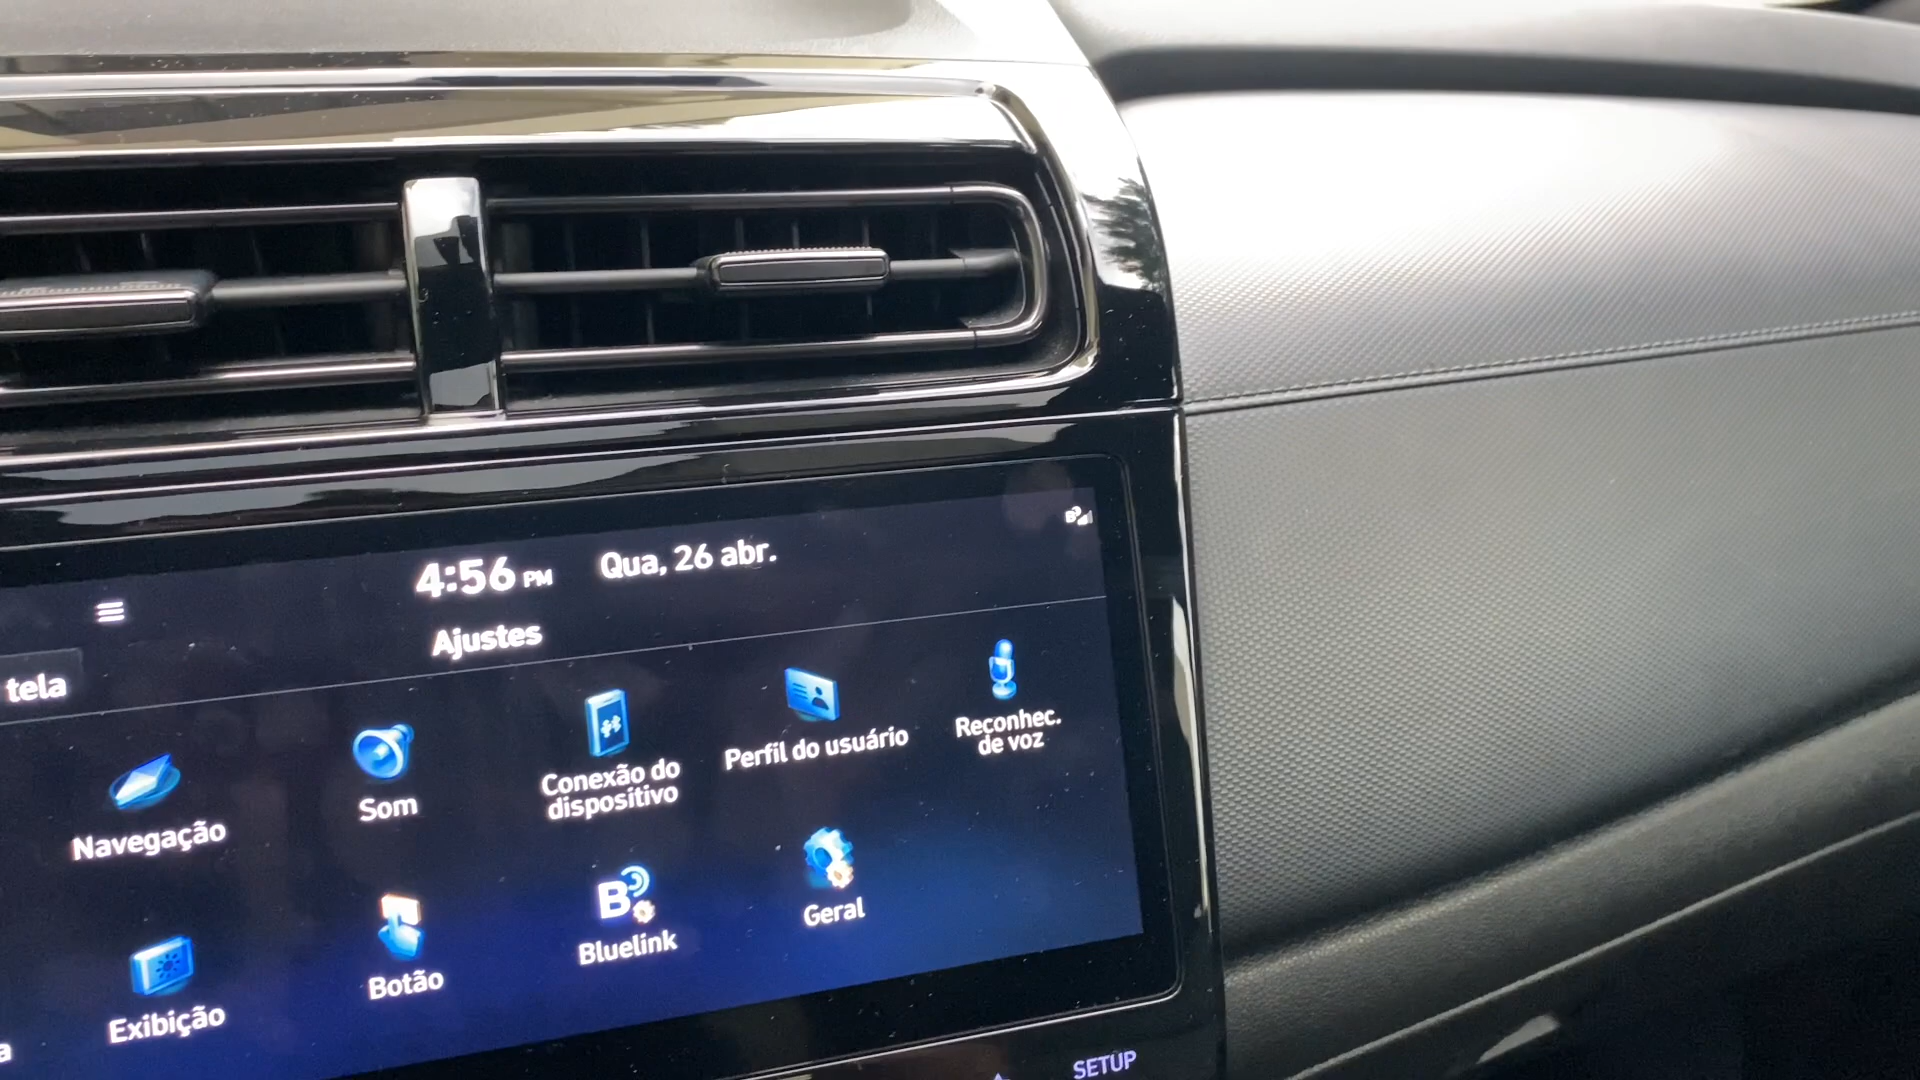 4:56 PM Qua, 26 abr.
Ajustes
tela
Navegação
Som
Conexão do
dispositivo
Perfil do usuário
Reconhec.
de voz
Exibição
Botão
Bluelink
Geral
a
SETUP